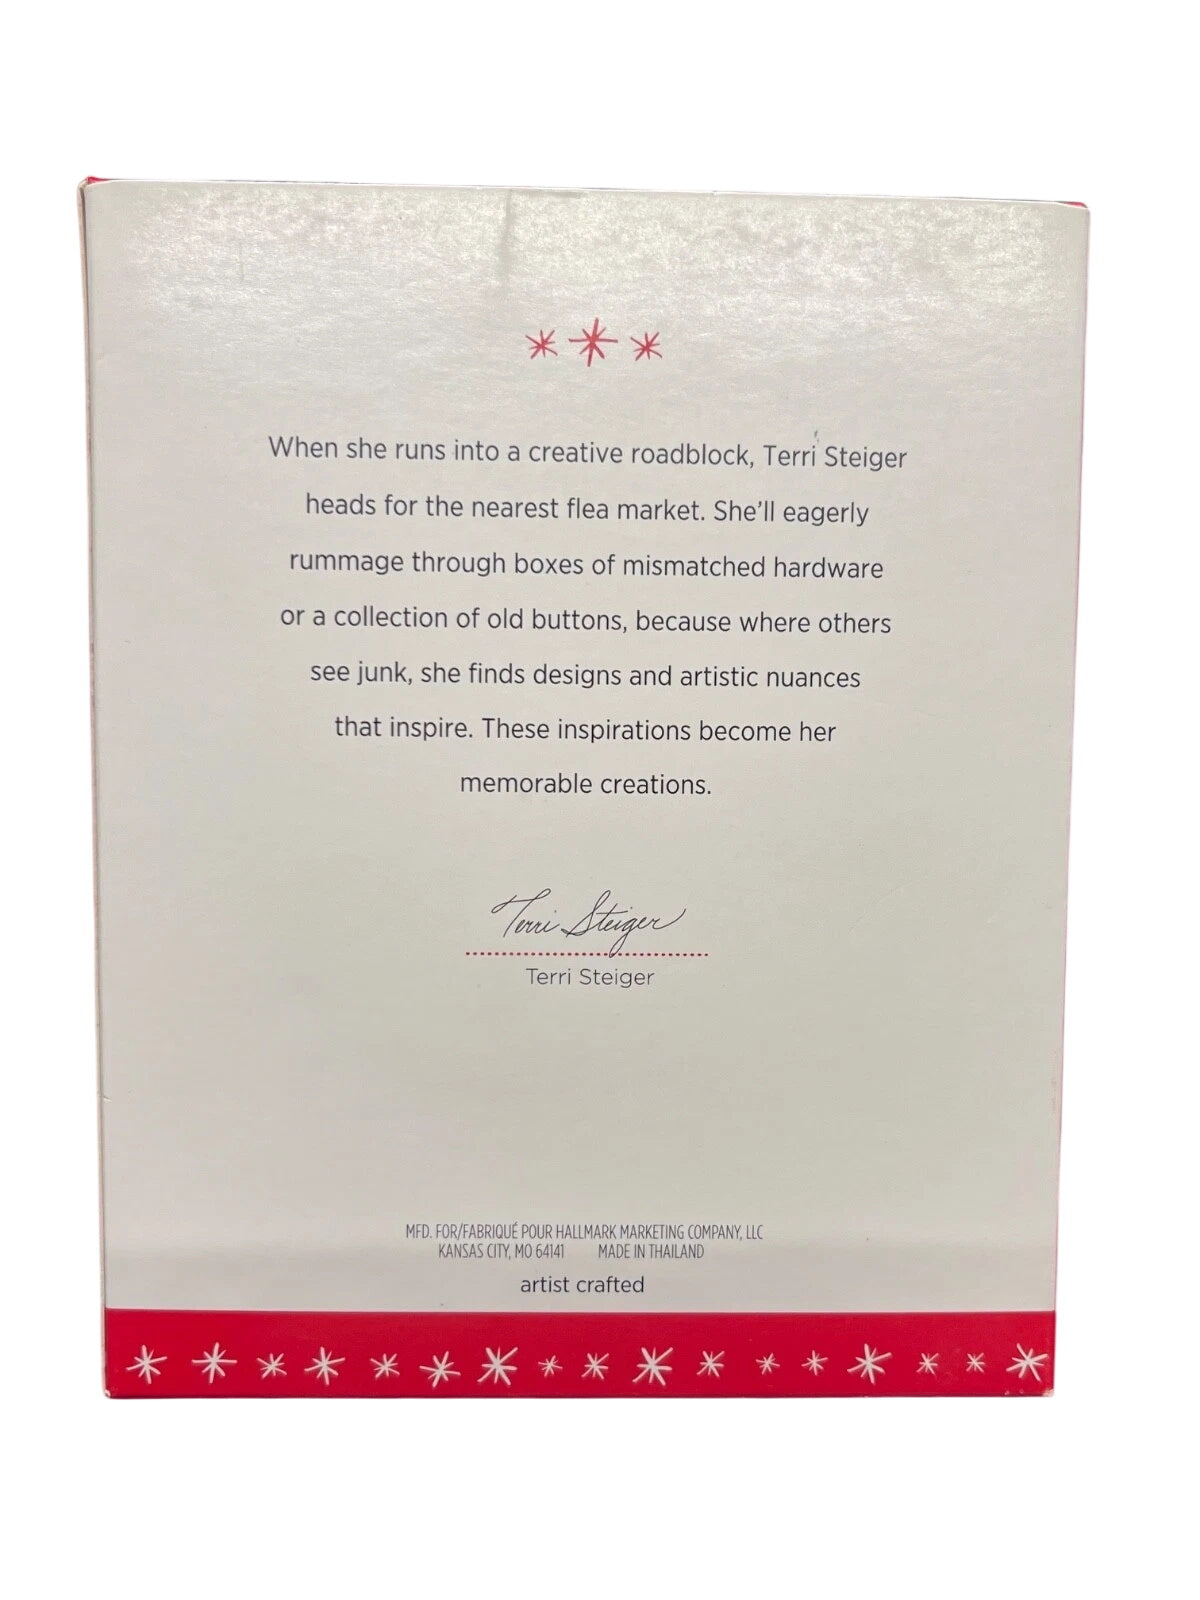 When she runs into a creative roadblock, Terri Steiger
heads for the nearest flea market. She'll eagerly
rummage through boxes of mismatched hardware
or a collection of old buttons, because where others
see junk, she finds designs and artistic nuances
that inspire. These inspirations become her
memorable creations.
Terri Steiger
Terri Steiger
MFD. FOR/FABRIQUÉ POUR HALLMARK MARKETING COMPANY, LLC
KANSAS CITY, MO 64141 MADE IN THAILAND
artist crafted